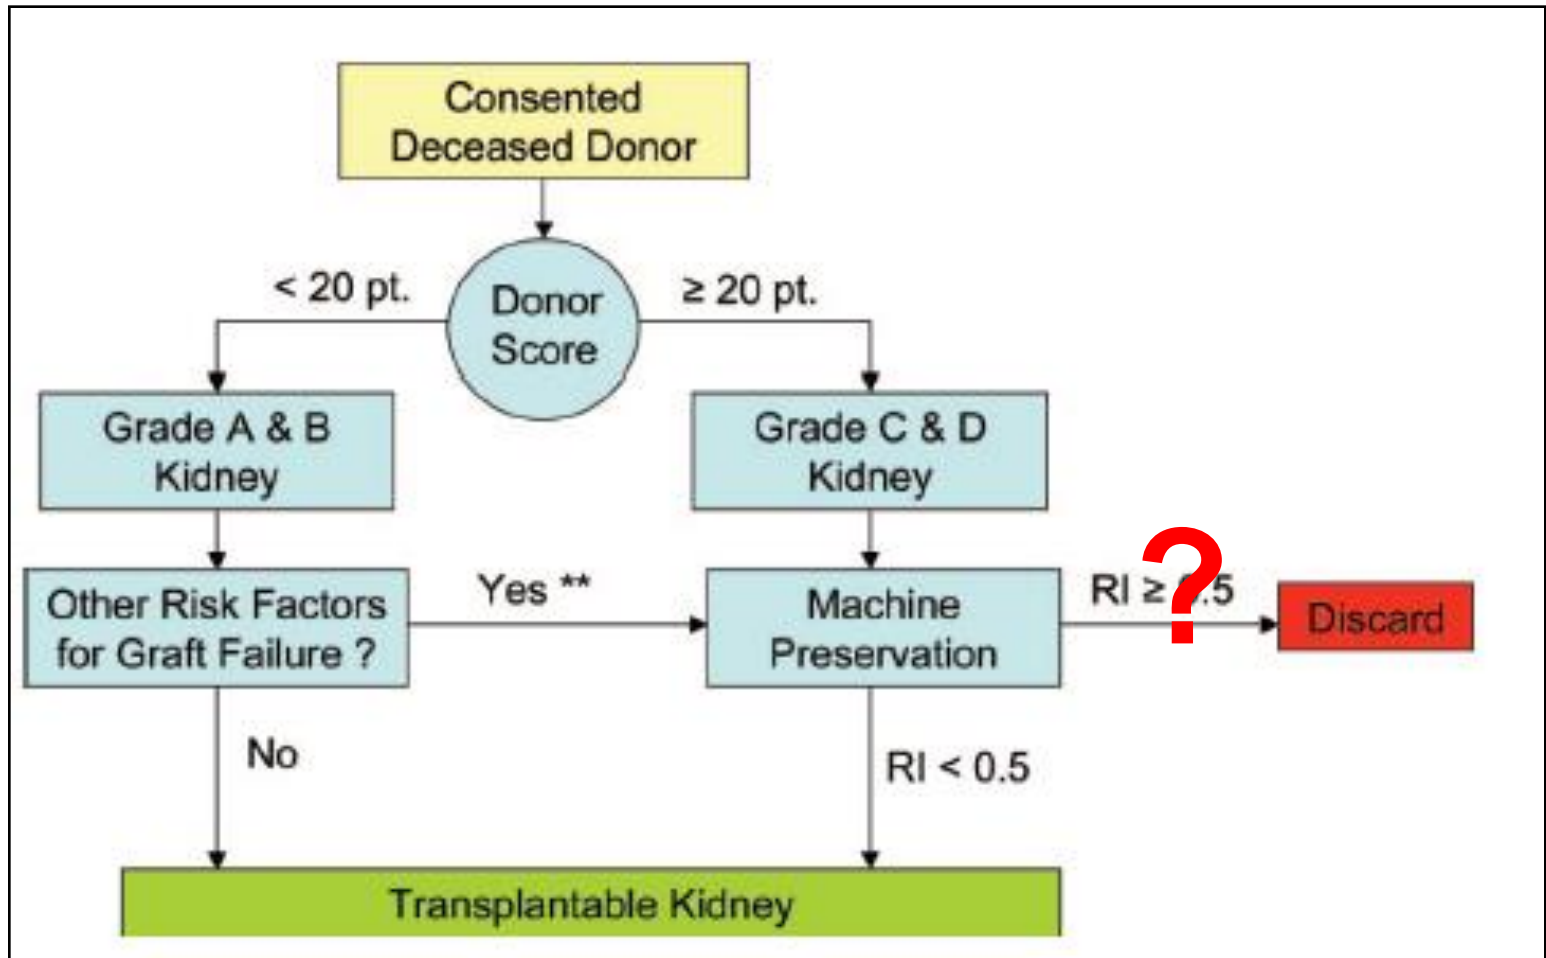 Consented
Deceased Donor
< 20 pt.
Donor
Score
≥ 20 pt.
Grade A & B
Kidney
Grade C & D
Kidney
Other Risk Factors
for Graft Failure ?
Yes **
Machine
Preservation
RI ≥ .5
?
Discard
No
RI < 0.5
Transplantable Kidney